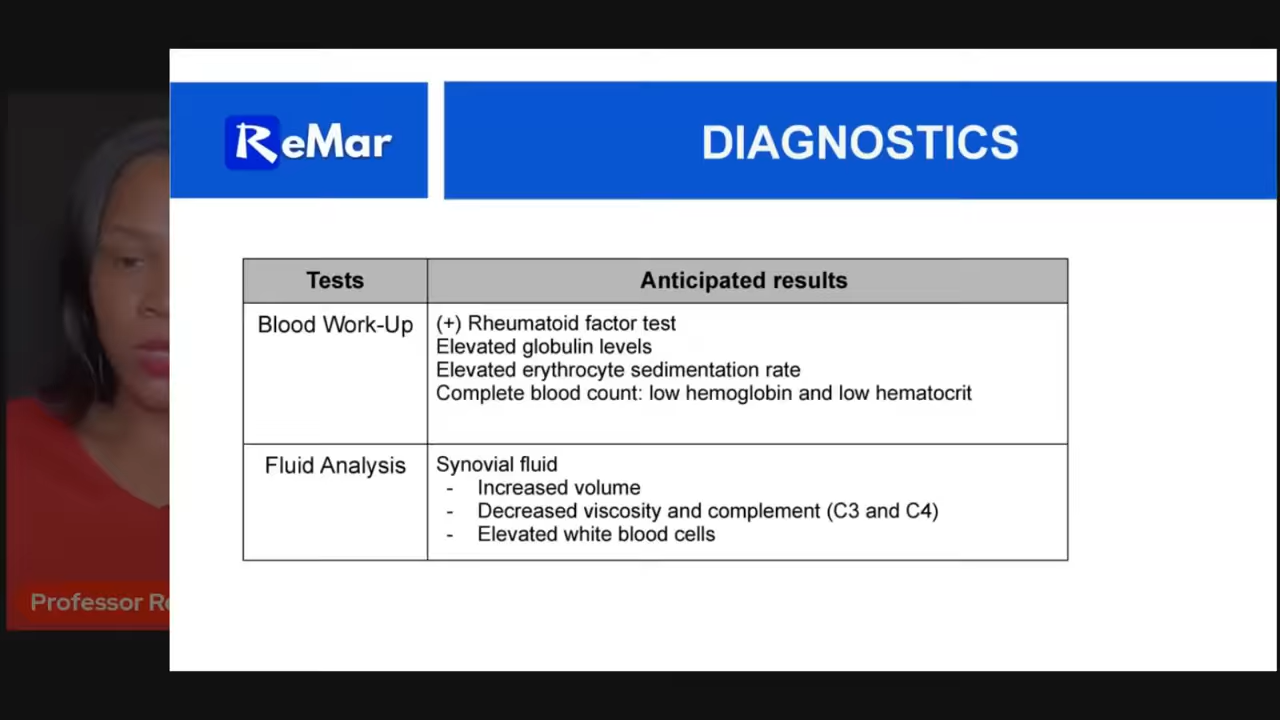 ReMar
DIAGNOSTICS
Tests
Anticipated results
Blood Work-Up
(+) Rheumatoid factor test
Elevated globulin levels
Elevated erythrocyte sedimentation rate
Complete blood count: low hemoglobin and low hematocrit
Fluid Analysis
Synovial fluid
- Increased volume
- Decreased viscosity and complement (C3 and C4)
- Elevated white blood cells
Professor